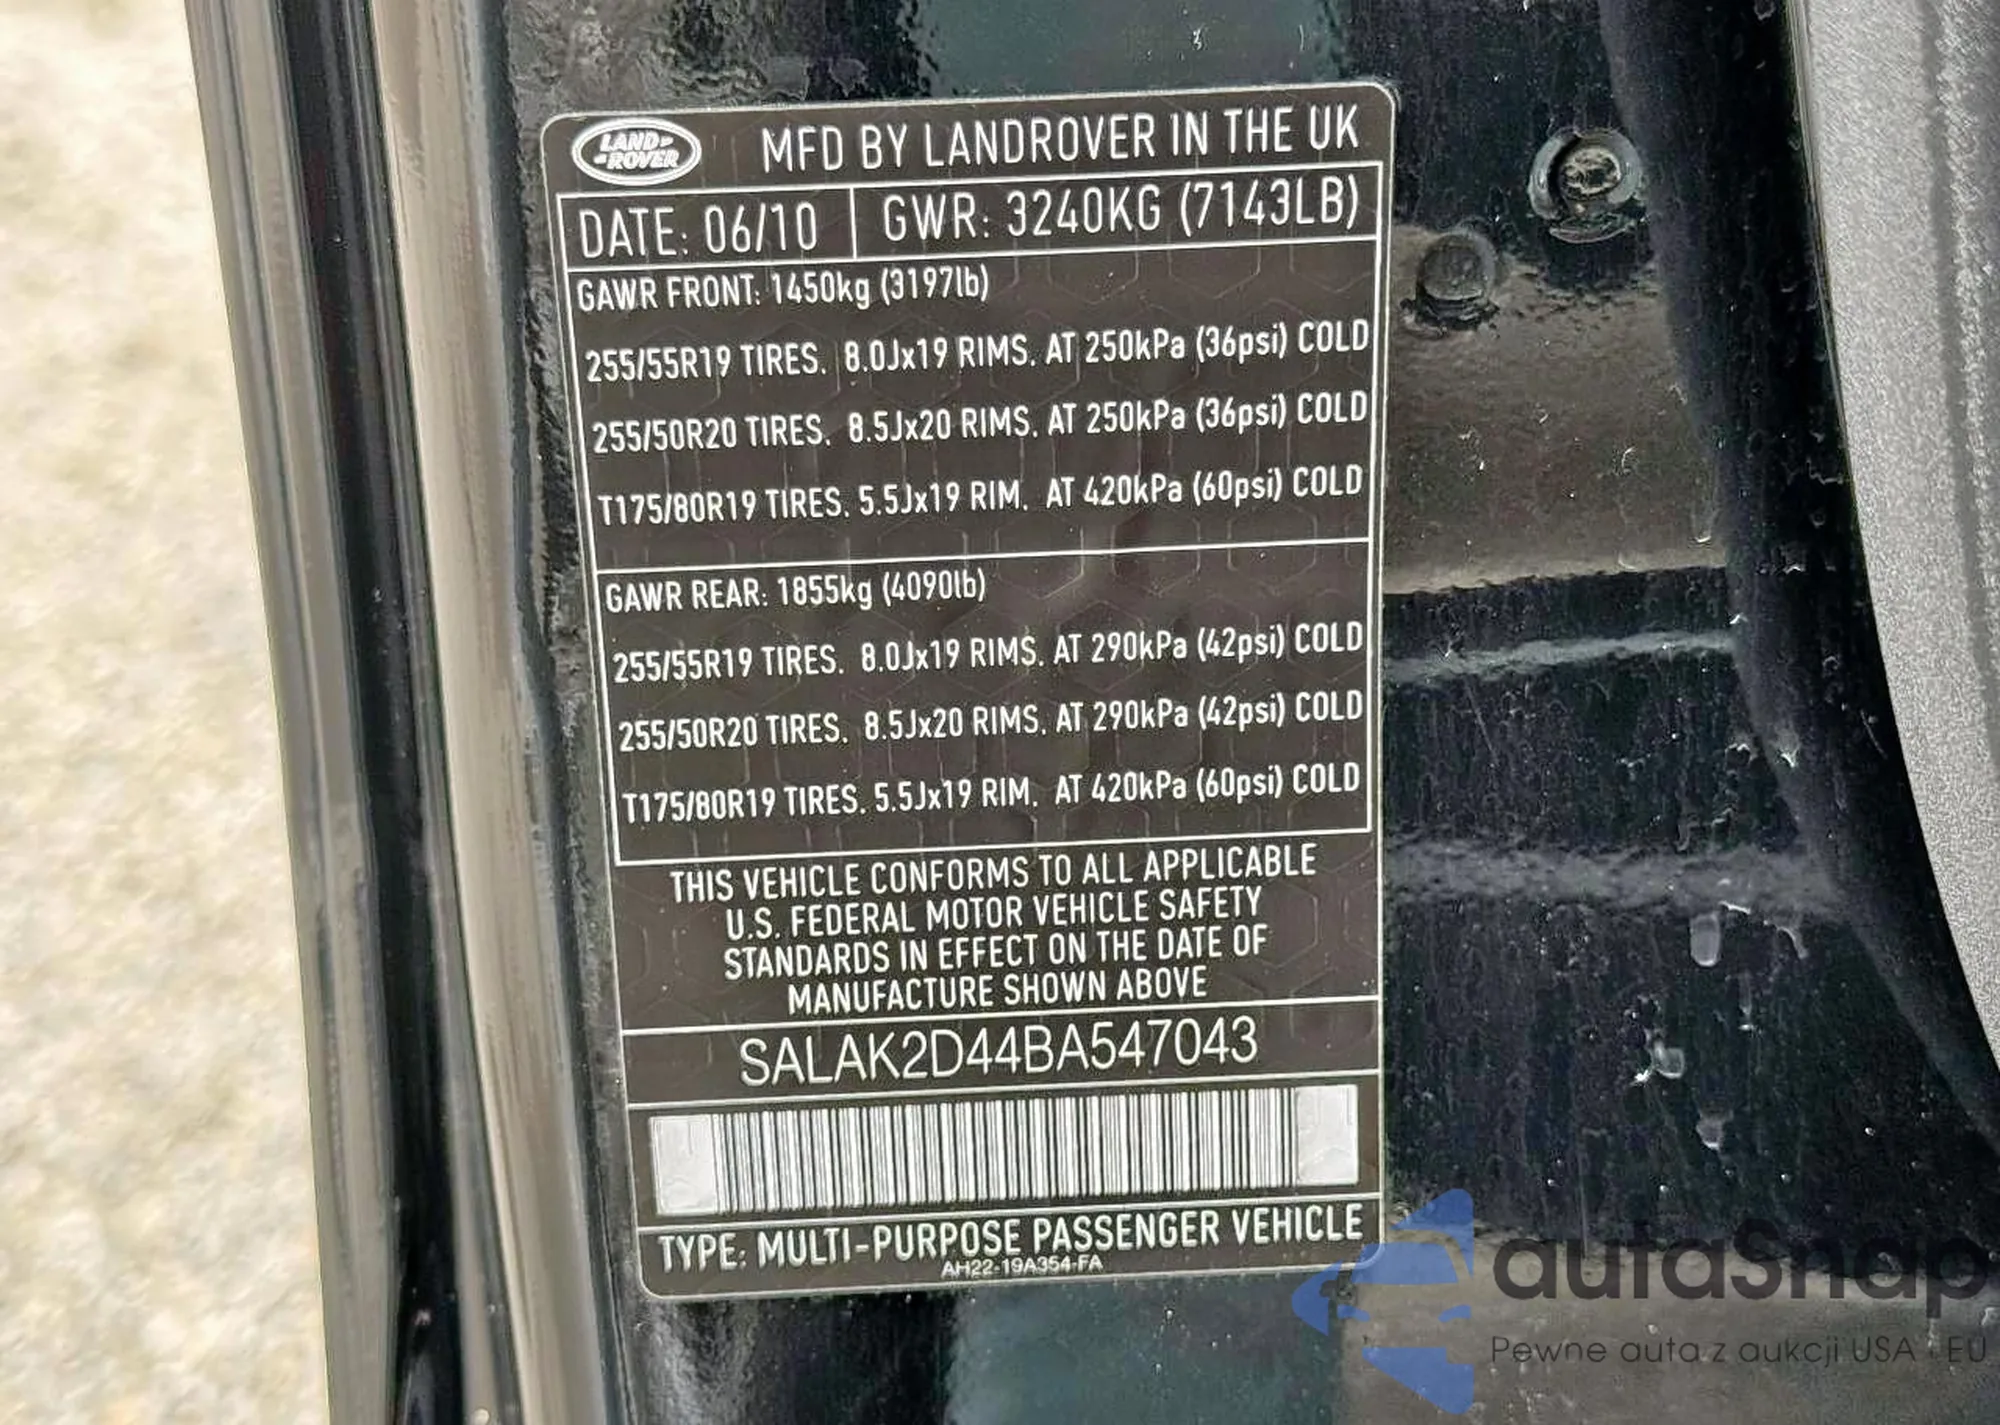 LAND
ROVER
MFD BY LANDROVER IN THE UK
DATE: 06/10
GWR: 3240KG (7143LB)
GAWR FRONT: 1450kg (3197lb)
255/55R19 TIRES. 8.0Jx19 RIMS. AT 250kPa (36psi) COLD
255/50R20 TIRES. 8.5Jx20 RIMS. AT 250kPa (36psi) COLD
T175/80R19 TIRES. 5.5Jx19 RIM. AT 420kPa (60psi) COLD
GAWR REAR: 1855kg (4090lb)
255/55R19 TIRES. 8.0Jx19 RIMS. AT 290kPa (42psi) COLD
255/50R20 TIRES. 8.5Jx20 RIMS. AT 290kPa (42psi) COLD
T175/80R19 TIRES. 5.5Jx19 RIM. AT 420kPa (60psi) COLD
THIS VEHICLE CONFORMS TO ALL APPLICABLE
U.S. FEDERAL MOTOR VEHICLE SAFETY
STANDARDS IN EFFECT ON THE DATE OF
MANUFACTURE SHOWN ABOVE
SALAK2D44BA547043
TYPE: MULTI-PURPOSE PASSENGER VEHICLE
AH22-19A354-FA
autaSnap
Pewne auta z aukcji USA i EU